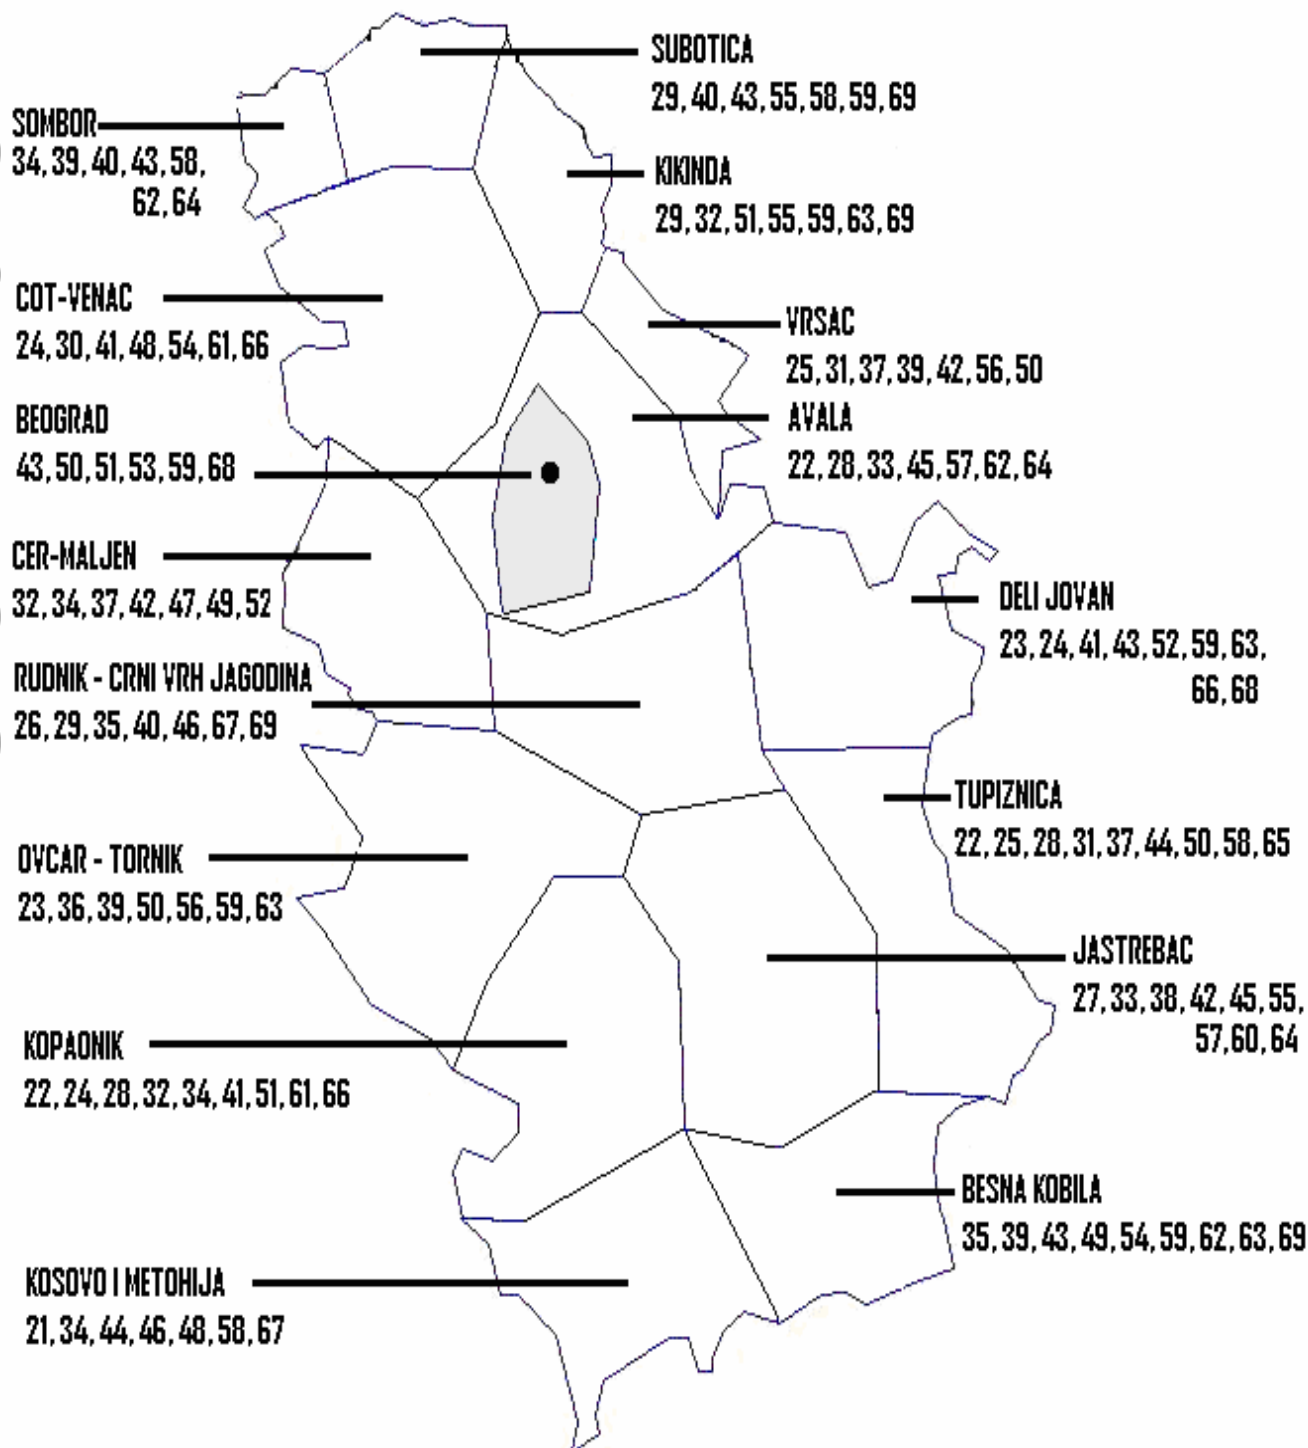 SUBOTICA
29, 40, 43, 55, 58, 59, 69
SOMBOR
34, 39, 40, 43, 58,
62, 64
KIKINDA
29, 32, 51, 55, 59, 63, 69
COT-VENAC
24, 30, 41, 48, 54, 61, 66
VRSAC
25, 31, 37, 39, 42, 56, 50
BEOGRAD
43, 50, 51, 53, 59, 68
AVALA
22, 28, 33, 45, 57, 62, 64
CER-MALJEN
32, 34, 37, 42, 47, 49, 52
DELI JOVAN
23, 24, 41, 43, 52, 59, 63,
66, 68
RUDNIK - CRNI VRH JAGODINA
26, 29, 35, 40, 46, 67, 69
TUPIZNICA
22, 25, 28, 31, 37, 44, 50, 58, 65
OVCAR - TORNIK
23, 36, 39, 50, 56, 59, 63
JASTREBAC
27, 33, 38, 42, 45, 55,
57, 60, 64
KOPAONIK
22, 24, 28, 32, 34, 41, 51, 61, 66
BESNA KOBILA
35, 39, 43, 49, 54, 59, 62, 63, 69
KOSOVO I METOHIJA
21, 34, 44, 46, 48, 58, 67